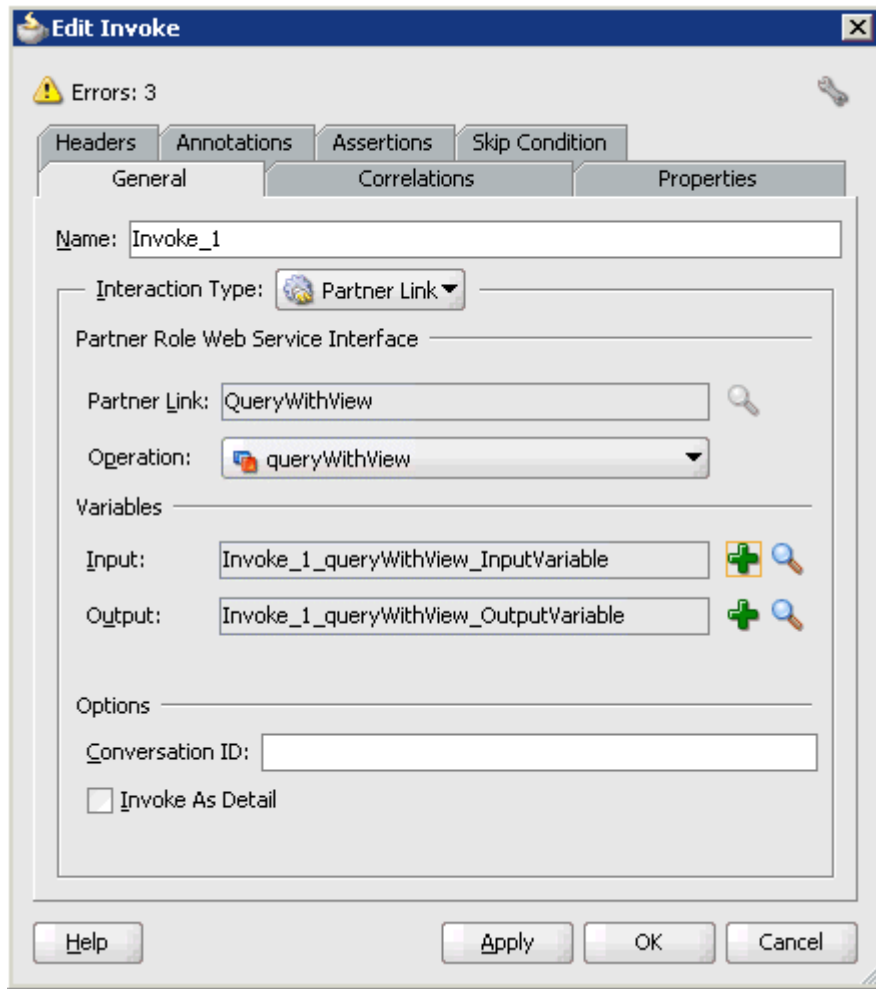 Edit Invoke
Errors: 3
Headers Annotations Assertions Skip Condition
General Correlations Properties
Name: Invoke_1
Interaction Type: Partner Link
Partner Role Web Service Interface
Partner Link: QueryWithView
Operation: queryWithView
Variables
Input: Invoke_1_queryWithView_InputVariable
Output: Invoke_1_queryWithView_OutputVariable
Options
Conversation ID:
Invoke As Detail
Help Apply OK Cancel